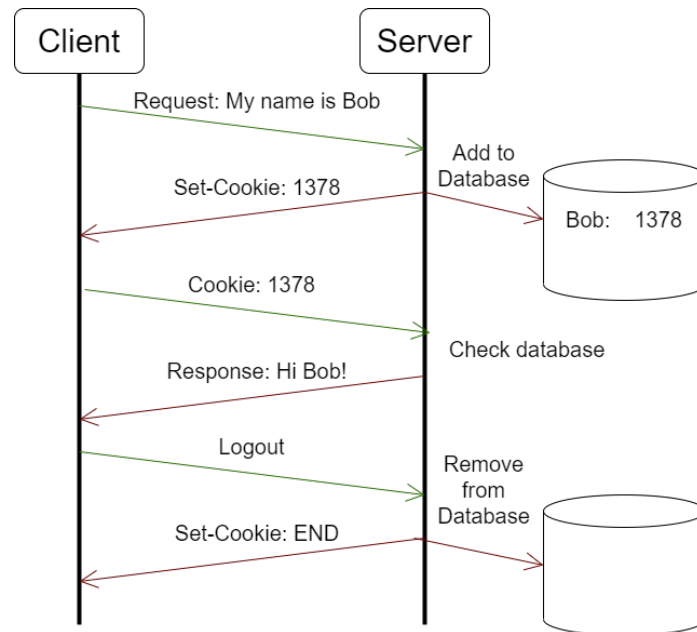 Client
Server
Request: My name is Bob
Add to
Database
Set-Cookie: 1378
Bob: 1378
Cookie: 1378
Check database
Response: Hi Bob!
Logout
Remove
from
Database
Set-Cookie: END